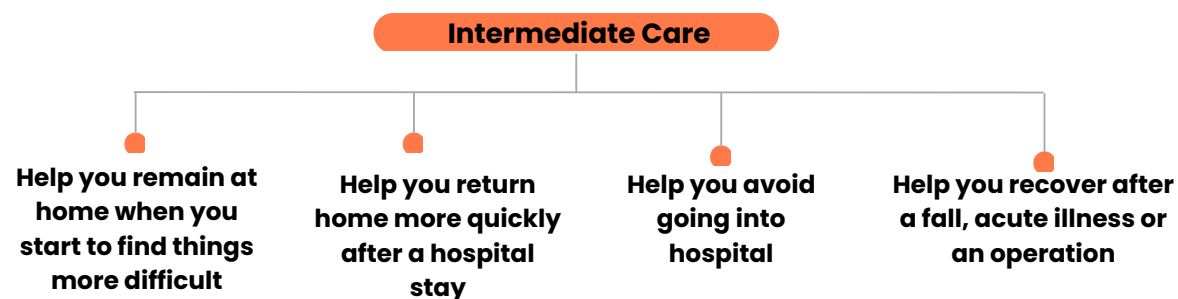 Intermediate Care
Help you remain at
home when you
start to find things
more difficult
Help you return
home more quickly
after a hospital
stay
Help you avoid
going into
hospital
Help you recover after
a fall, acute illness or
an operation